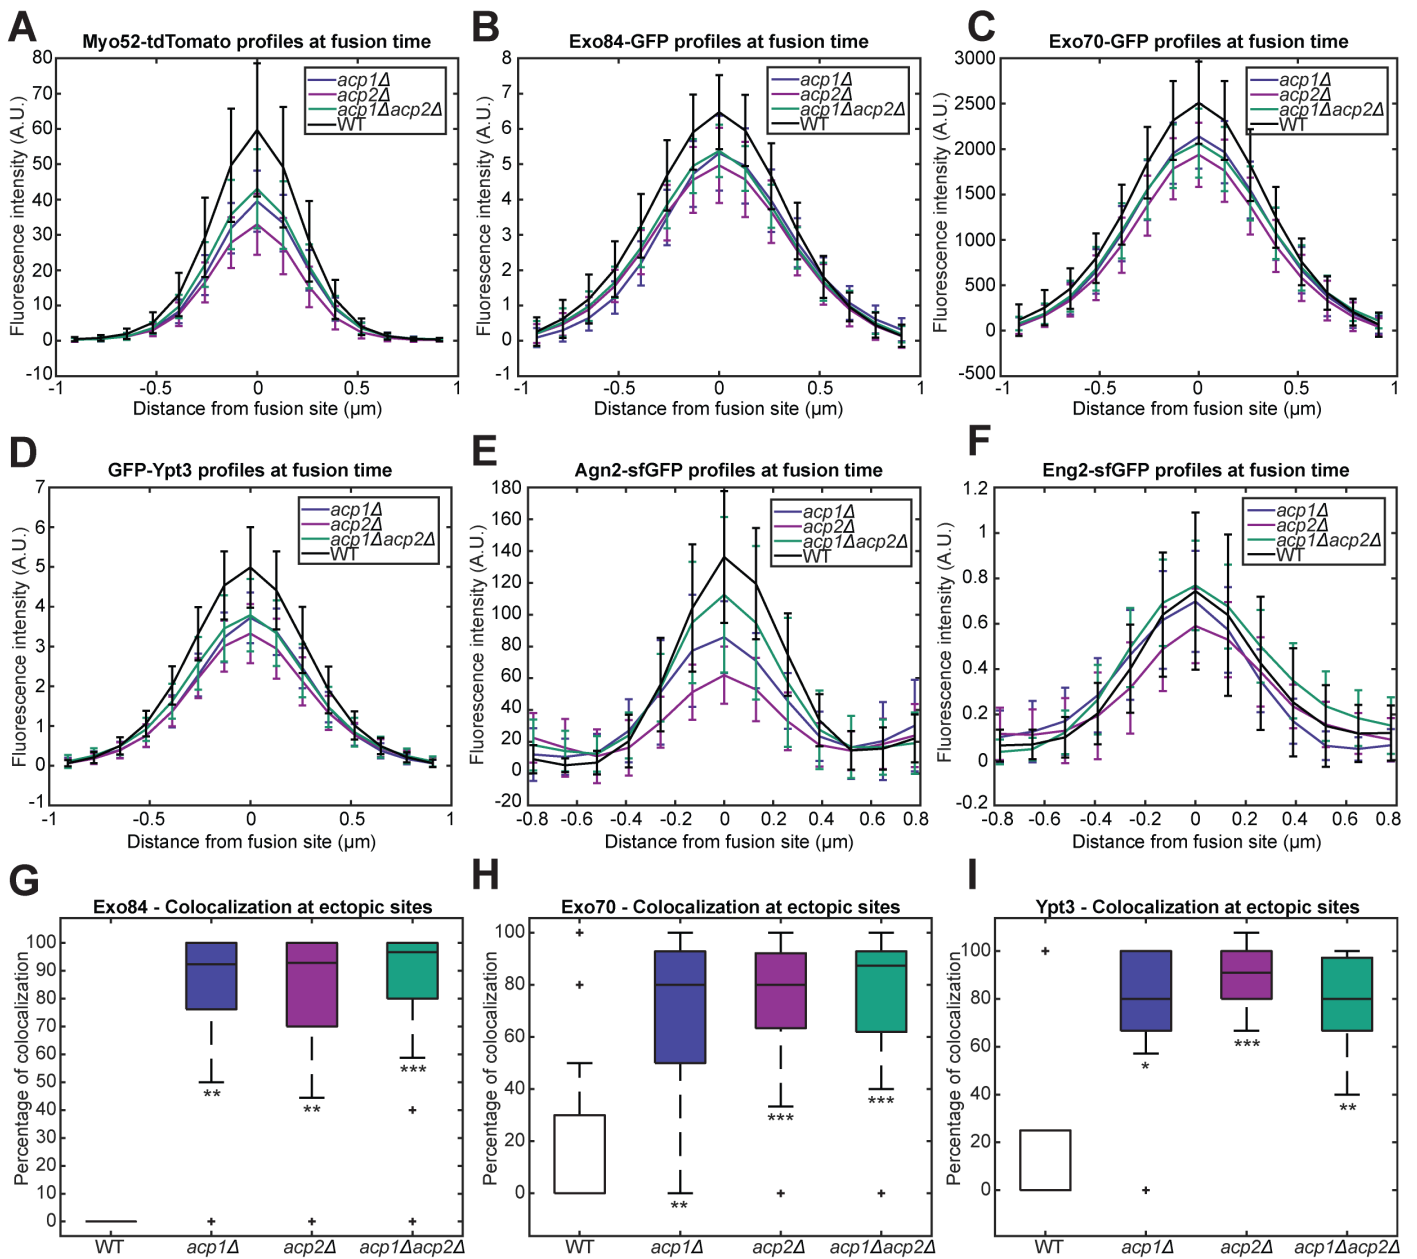 A
Myo52-tdTomato profiles at fusion time
Fluorescence intensity (A.U.)
80
70
60
50
40
30
20
10
0
-10
acp1Δ
acp2Δ
acp1Δacp2Δ
WT
-1
-0.5
0
0.5
1
Distance from fusion site (µm)
B
Exo84-GFP profiles at fusion time
Fluorescence intensity (A.U.)
8
7
6
5
4
3
2
1
0
-1
acp1Δ
acp2Δ
acp1Δacp2Δ
WT
-1
-0.5
0
0.5
1
Distance from fusion site (µm)
C
Exo70-GFP profiles at fusion time
Fluorescence intensity (A.U.)
3000
2500
2000
1500
1000
500
0
-500
acp1Δ
acp2Δ
acp1Δacp2Δ
WT
-1
-0.5
0
0.5
1
Distance from fusion site (µm)
D
GFP-Ypt3 profiles at fusion time
Fluorescence intensity (A.U.)
7
6
5
4
3
2
1
0
-1
acp1Δ
acp2Δ
acp1Δacp2Δ
WT
-1
-0.5
0
0.5
1
Distance from fusion site (µm)
E
Agn2-sfGFP profiles at fusion time
Fluorescence intensity (A.U.)
180
160
140
120
100
80
60
40
20
0
-20
acp1Δ
acp2Δ
acp1Δacp2Δ
WT
-0.8
-0.6
-0.4
-0.2
0
0.2
0.4
0.6
0.8
Distance from fusion site (µm)
F
Eng2-sfGFP profiles at fusion time
Fluorescence intensity (A.U.)
1.2
1
0.8
0.6
0.4
0.2
0
-0.2
acp1Δ
acp2Δ
acp1Δacp2Δ
WT
-0.8
-0.6
-0.4
-0.2
0
0.2
0.4
0.6
0.8
Distance from fusion site (µm)
G
Exo84 - Colocalization at ectopic sites
Percentage of colocalization
100
90
80
70
60
50
40
30
20
10
0
**
**
***
WT
acp1Δ
acp2Δ
acp1Δacp2Δ
H
Exo70 - Colocalization at ectopic sites
Percentage of colocalization
100
80
60
40
20
0
**
***
***
WT
acp1Δ
acp2Δ
acp1Δacp2Δ
I
Ypt3 - Colocalization at ectopic sites
Percentage of colocalization
100
80
60
40
20
0
*
***
**
WT
acp1Δ
acp2Δ
acp1Δacp2Δ